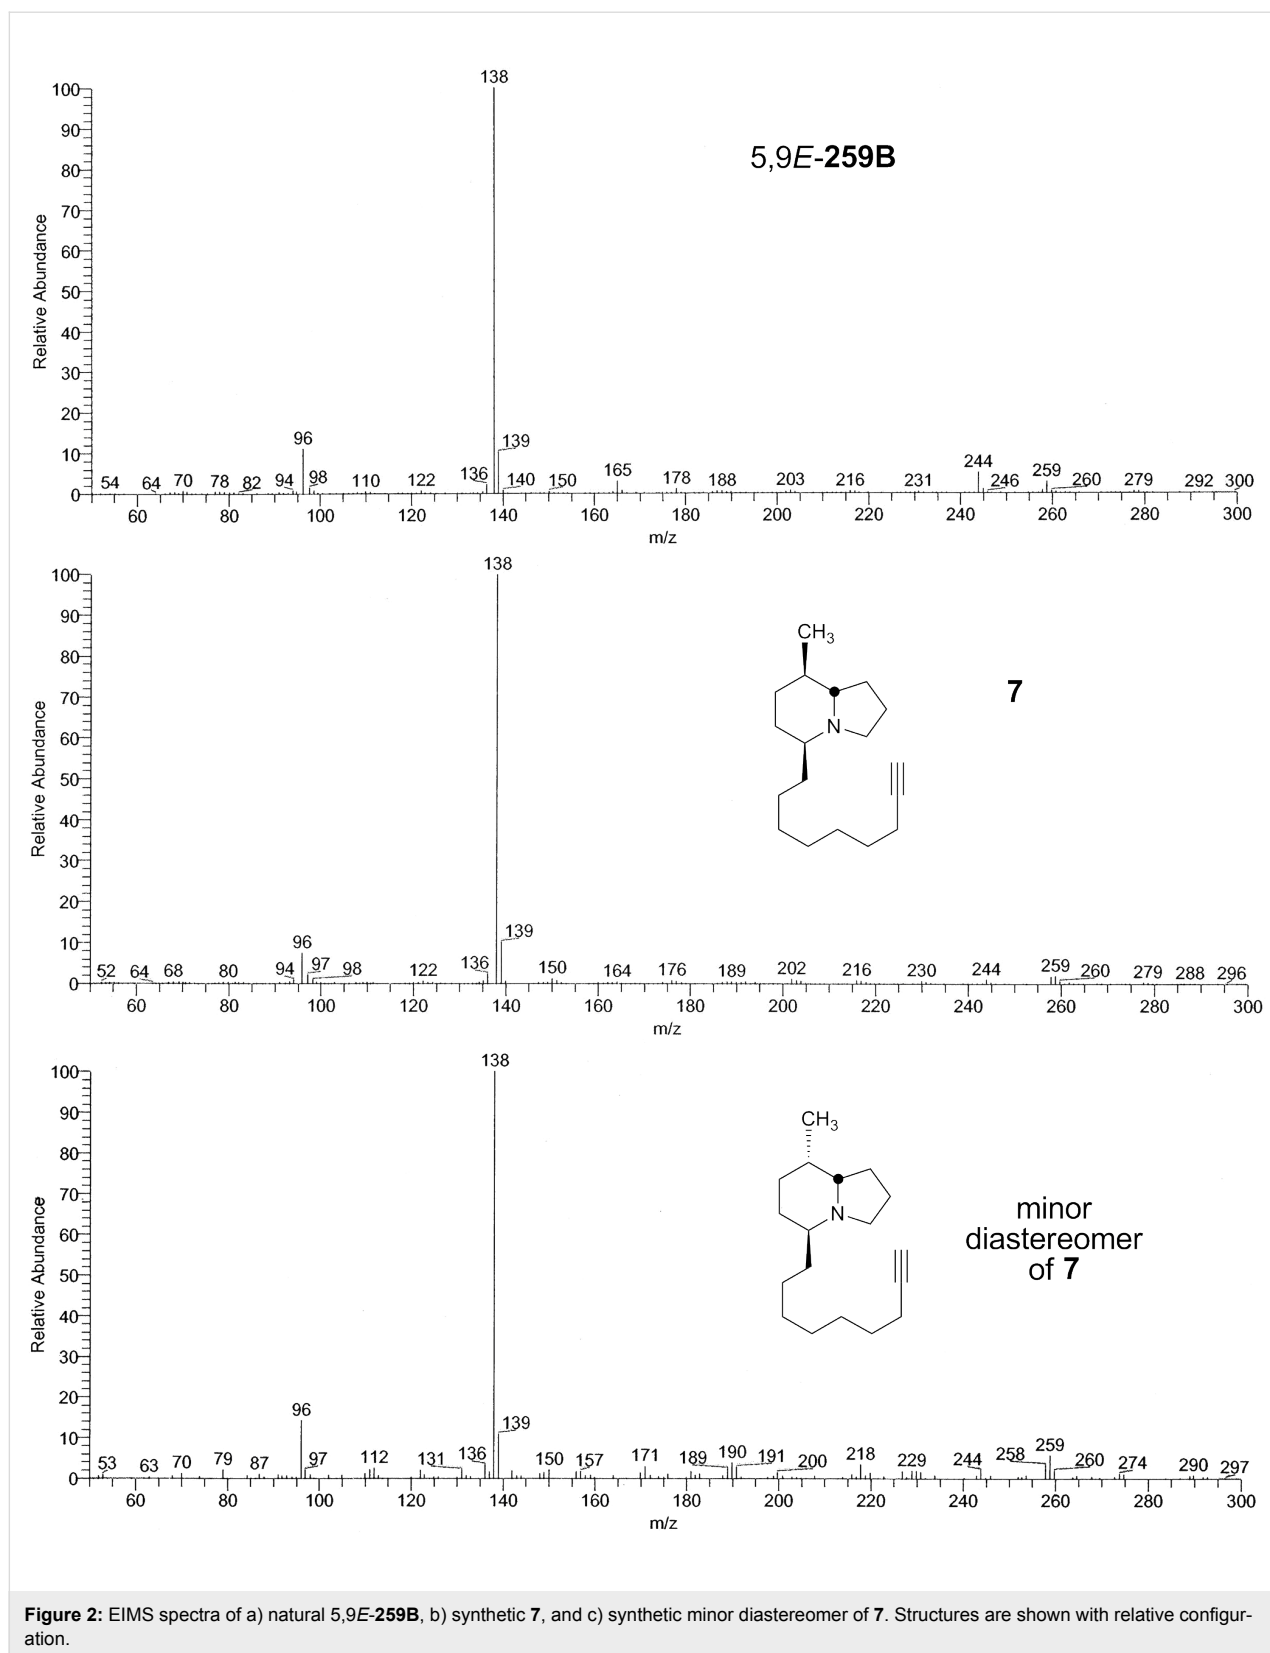 138
5,9E-259B
100
90
80
70
60
50
40
30
20
10
0
Relative Abundance
54 64 70 78 82 94 96 98 110 122 136 139 140 150 165 178 188 203 216 231 244 246 259 260 279 292 300
60 80 100 120 140 160 180 200 220 240 260 280 300
m/z
138
CH3
7
N
100
90
80
70
60
50
40
30
20
10
0
Relative Abundance
52 64 68 80 94 96 97 98 122 136 139 150 164 176 189 202 216 230 244 259 260 279 288 296
60 80 100 120 140 160 180 200 220 240 260 280 300
m/z
138
CH3
N
minor
diastereomer
of 7
100
90
80
70
60
50
40
30
20
10
0
Relative Abundance
53 63 70 79 87 96 97 112 131 136 139 150 157 171 189 190 191 200 218 229 244 258 259 260 274 290 297
60 80 100 120 140 160 180 200 220 240 260 280 300
m/z
Figure 2: EIMS spectra of a) natural 5,9E-259B, b) synthetic 7, and c) synthetic minor diastereomer of 7. Structures are shown with relative configur-
ation.